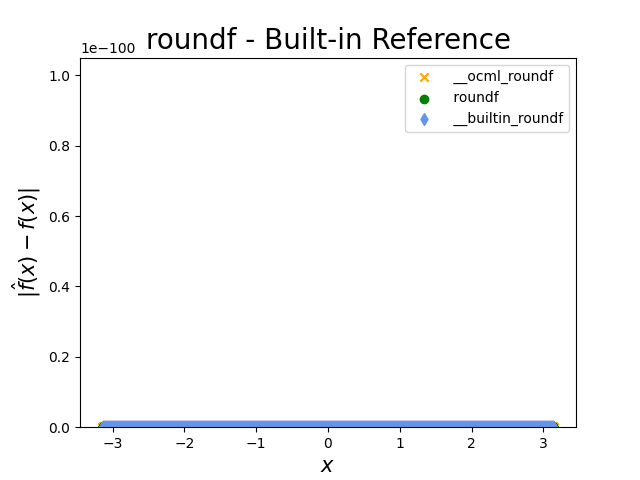 roundf - Built-in Reference
1e−100
1.0
0.8
0.6
0.4
0.2
0.0
|f̂(x) − f(x)|
__ocml_roundf
roundf
__builtin_roundf
−3
−2
−1
0
1
2
3
x